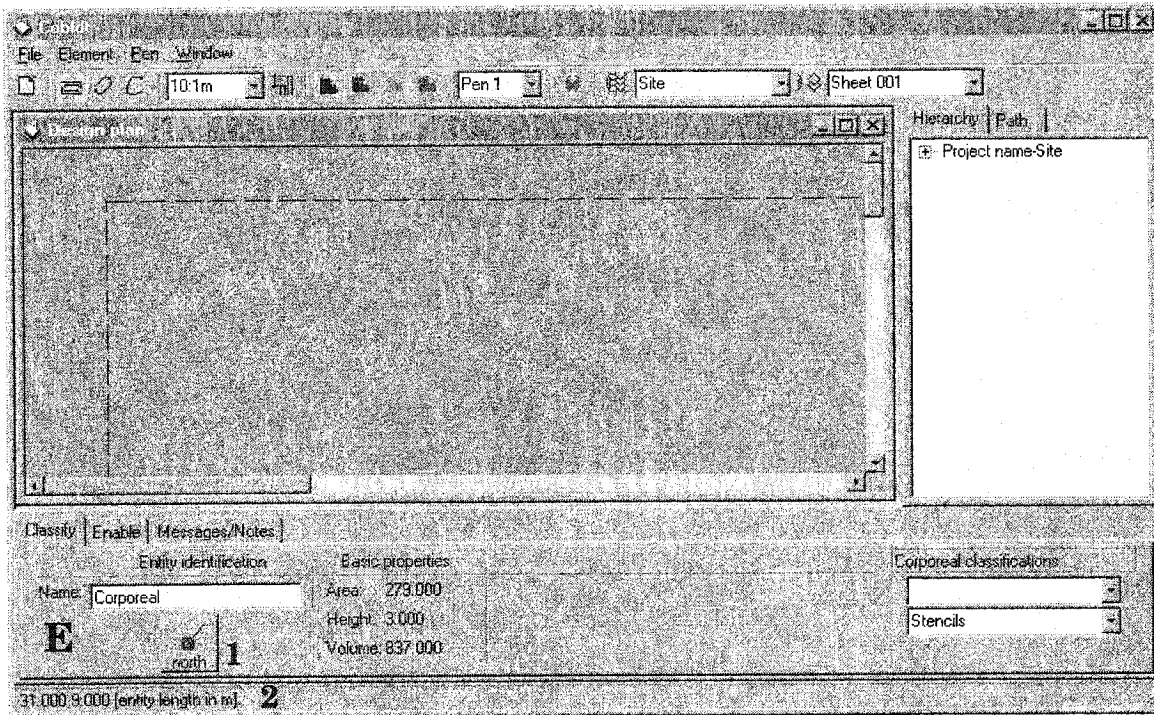 File Element Pen Window
10:1m Pen 1 Site Sheet 001
Design plan
Hierarchy Path
Project name-Site
Classify Enable Messages/Notes
Entity identification Basic properties Corporeal classifications
Name: Corporeal
Area: 279.000
Height: 3.000
Volume: 837.000
Stencils
E
north
1
31.000,9.000 [entity length in m]. 2